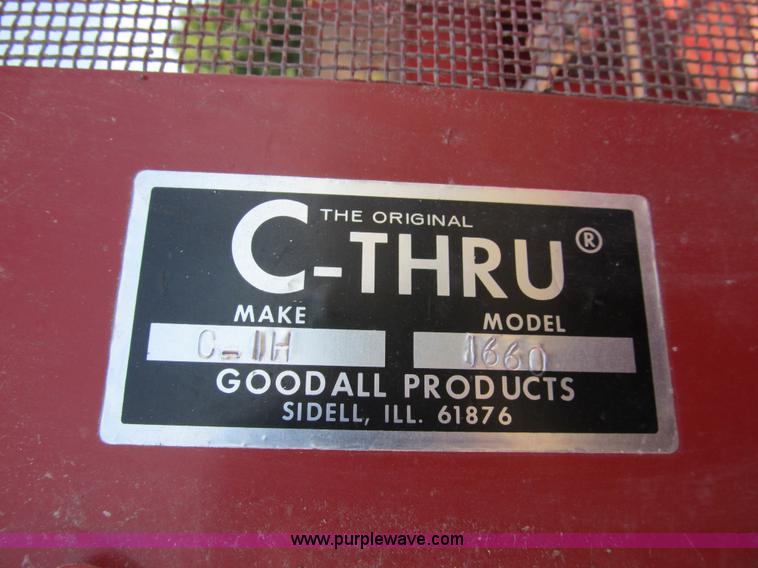 THE ORIGINAL
C-THRU®
MAKE MODEL
C-IH 1660
GOODALL PRODUCTS
SIDELL, ILL. 61876
www.purplewave.com